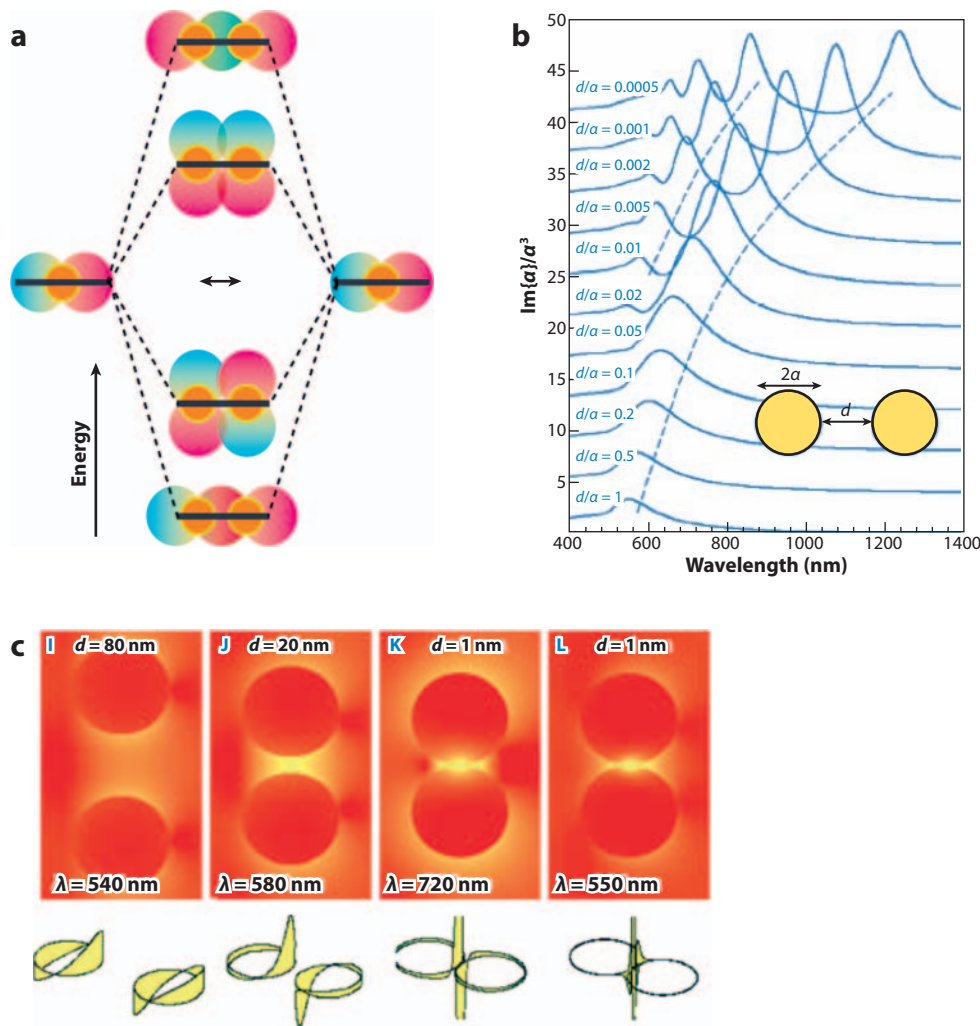 a
Energy
b
Im{α}/α³
50
45
40
35
30
25
20
15
10
5
d/α = 0.0005
d/α = 0.001
d/α = 0.002
d/α = 0.005
d/α = 0.01
d/α = 0.02
d/α = 0.05
d/α = 0.1
d/α = 0.2
d/α = 0.5
d/α = 1
2α
d
400 600 800 1000 1200 1400
Wavelength (nm)
c
I d = 80 nm
J d = 20 nm
K d = 1 nm
L d = 1 nm
λ = 540 nm
λ = 580 nm
λ = 720 nm
λ = 550 nm